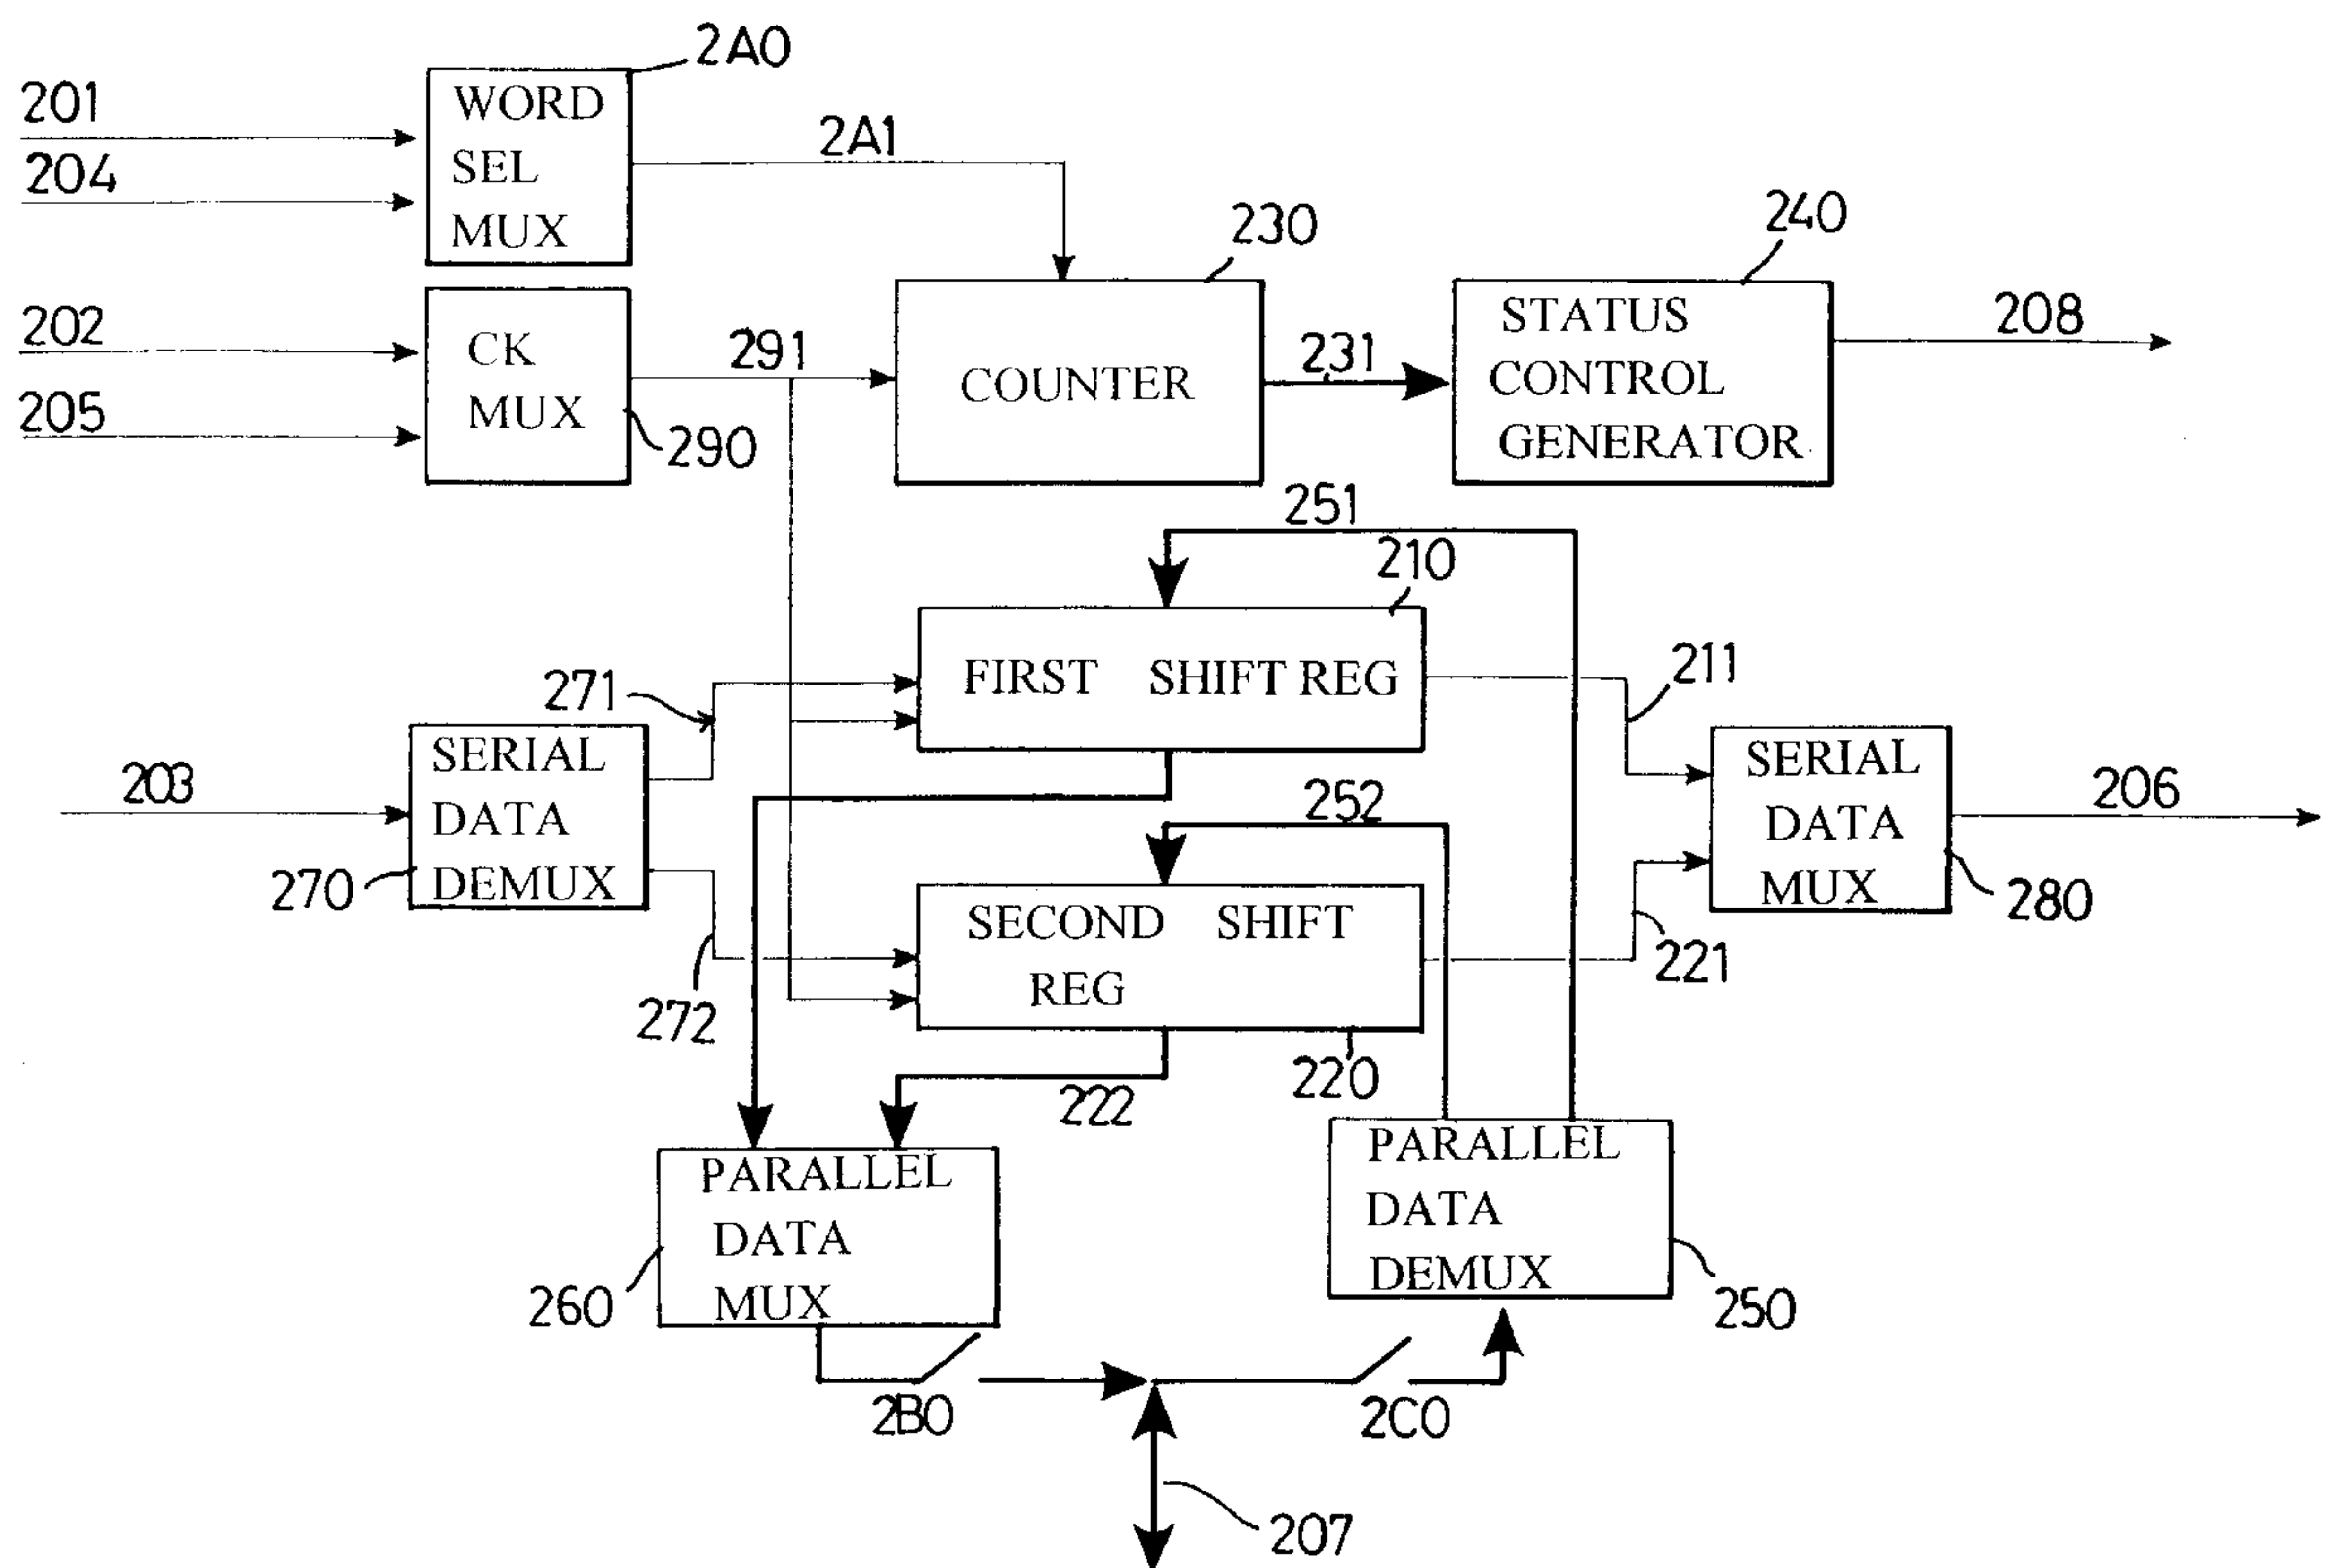 2A0
201
WORD
SEL
MUX
204
2A1
230
240
202
CK
MUX
205
290
291
COUNTER
231
STATUS
CONTROL
GENERATOR
208
251
210
FIRST SHIFT REG
271
211
203
SERIAL
DATA
DEMUX
270
252
SERIAL
DATA
MUX
206
280
SECOND SHIFT
REG
272
221
220
222
PARALLEL
DATA
MUX
260
PARALLEL
DATA
DEMUX
250
2B0
2C0
207